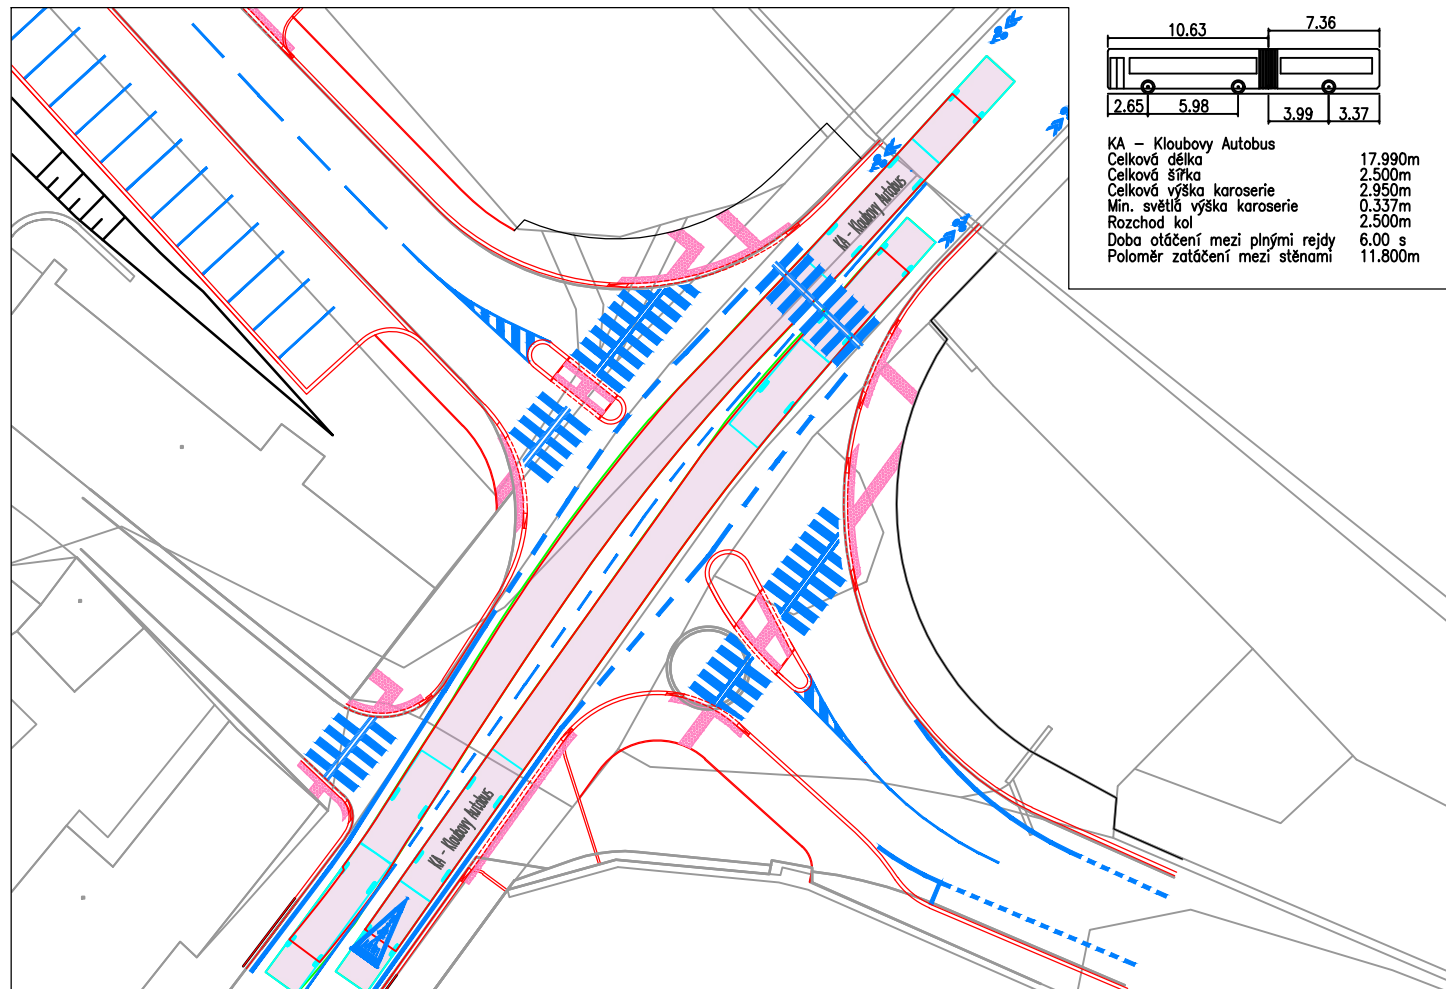 10.63 7.36
2.65 5.98 3.99 3.37
KA - Kloubovy Autobus
Celková délka 17.990m
Celková šířka 2.500m
Celková výška karoserie 2.950m
Min. světlá výška karoserie 0.337m
Rozchod kol 2.500m
Doba otáčení mezi plnými rejdy 6.00 s
Poloměr zatáčení mezi stěnami 11.800m
KA - Kloubovy Autobus
KA - Kloubovy Autobus